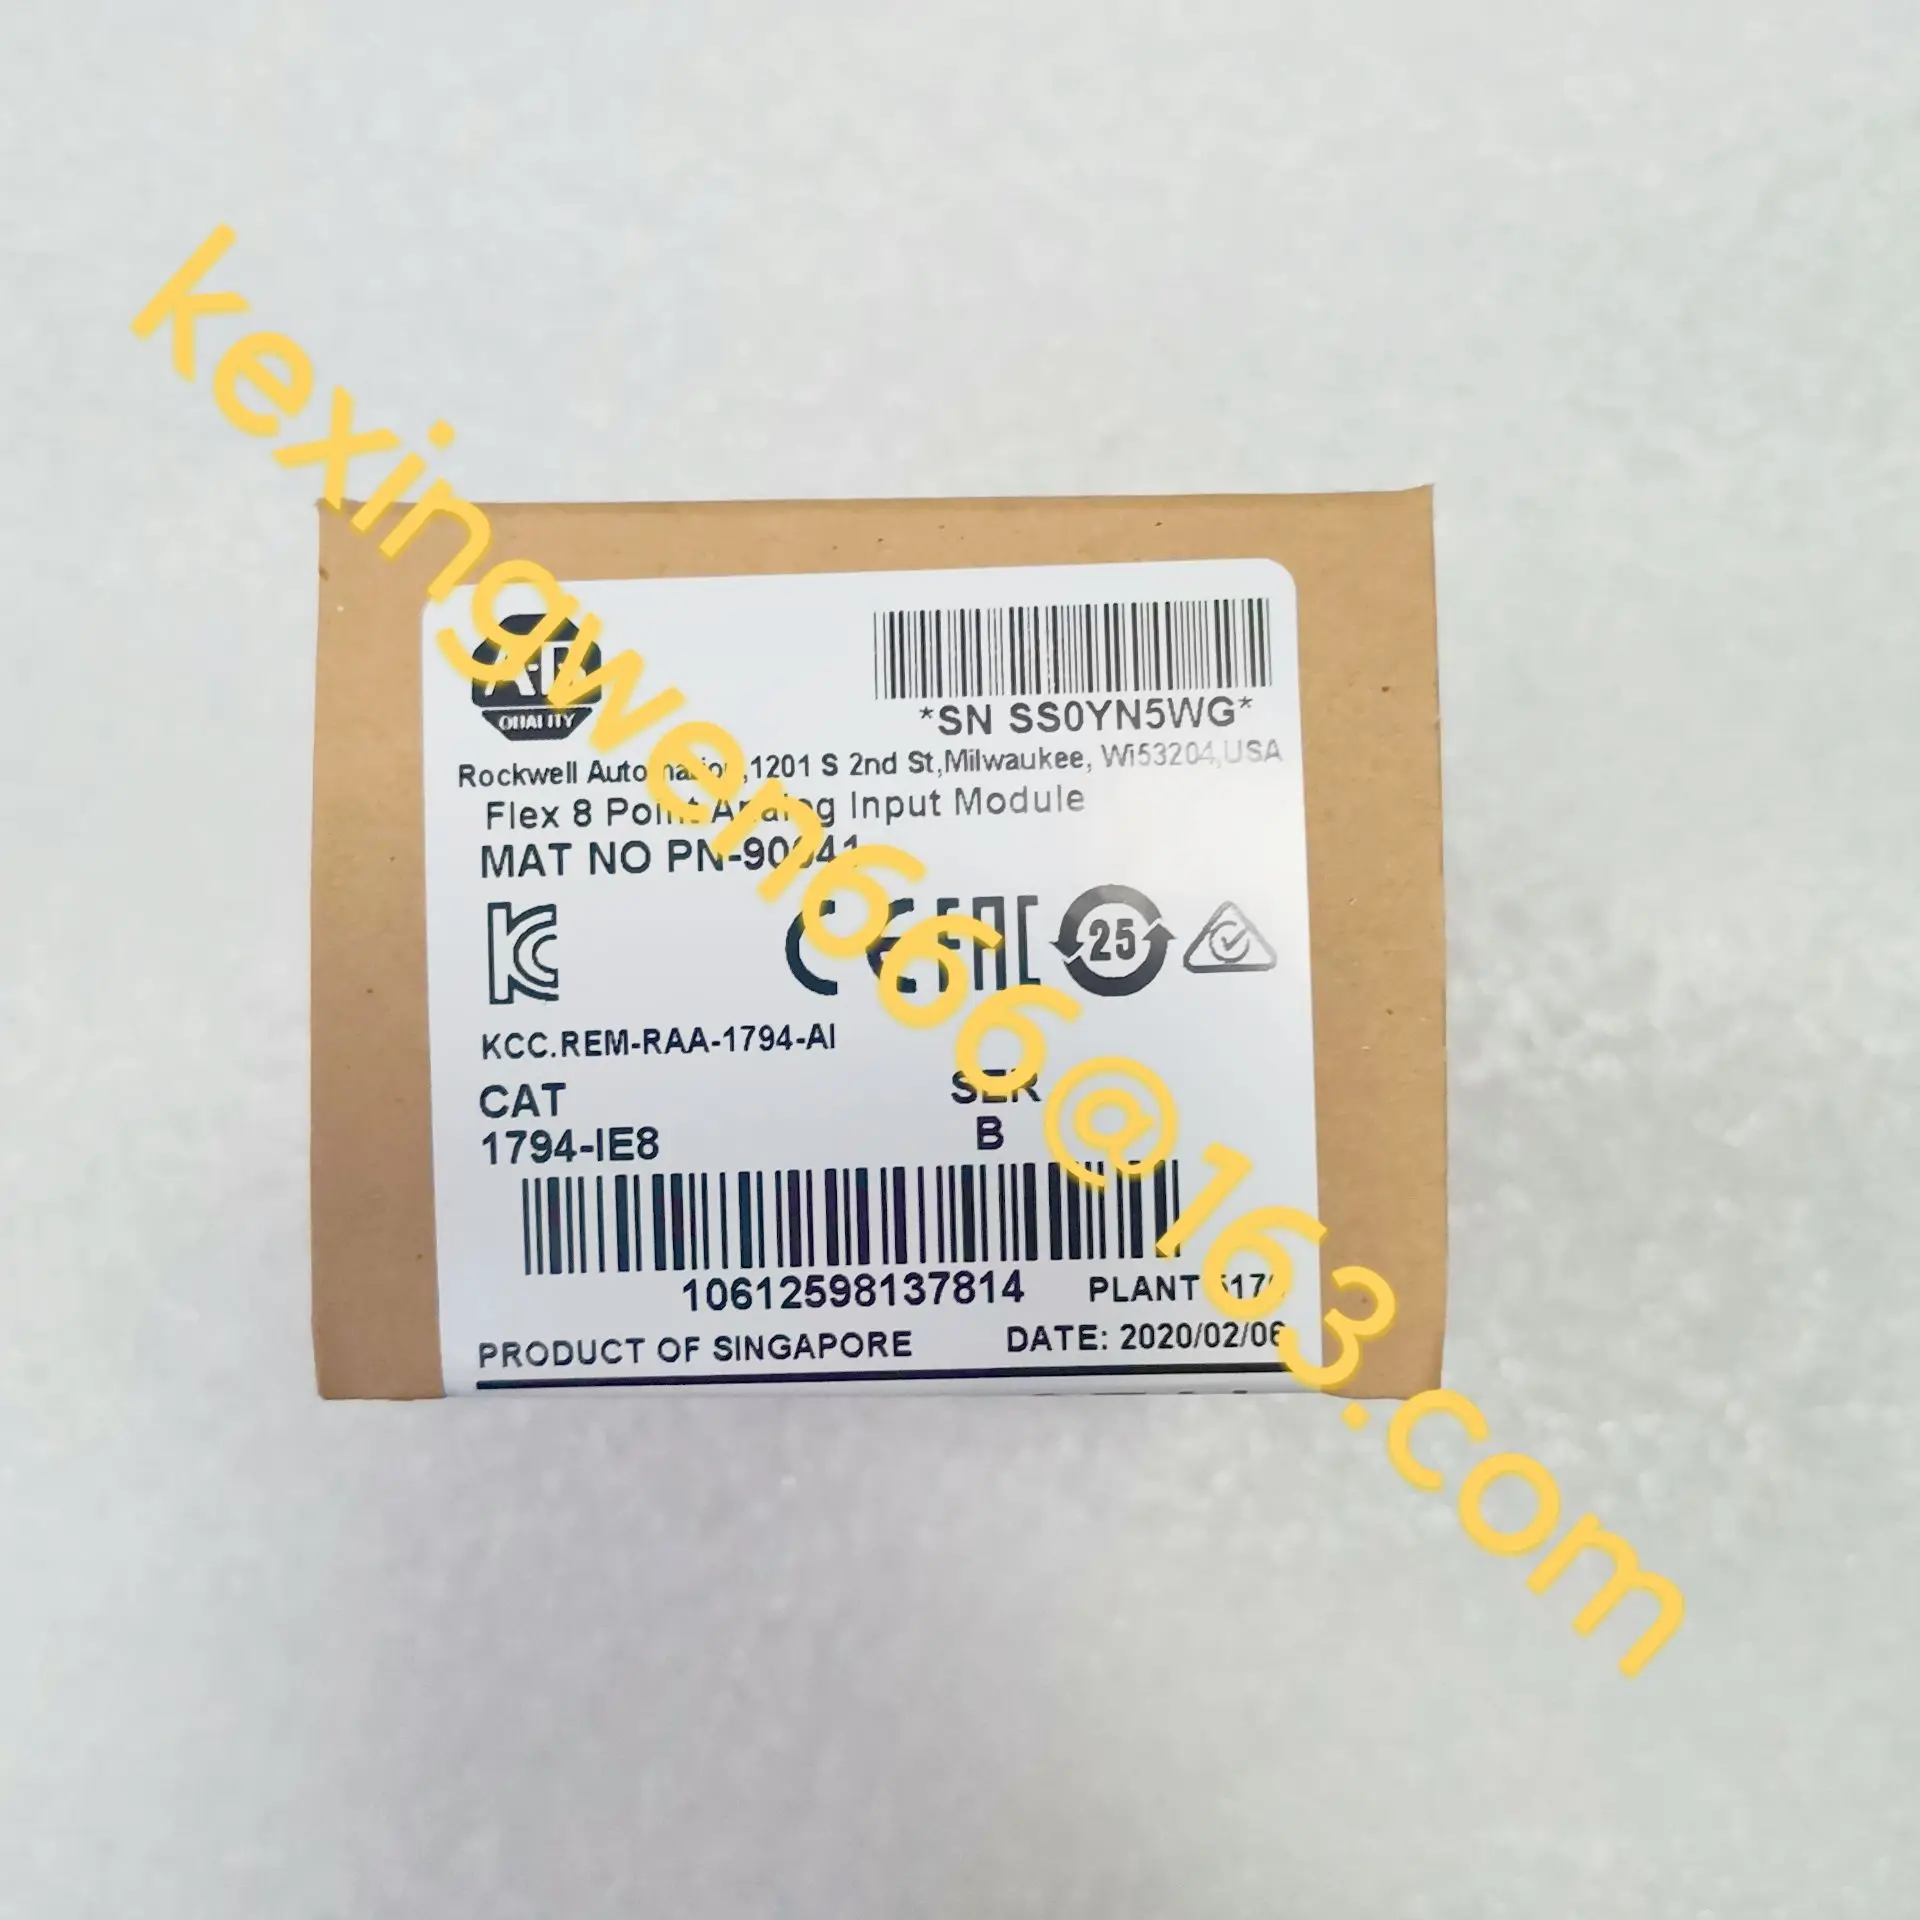 kexingwen666@163.com
A-B
QUALITY
*SN SS0YN5WG*
Rockwell Automation,1201 S 2nd St,Milwaukee, Wi53204,USA
Flex 8 Point Analog Input Module
MAT NO PN-90041
25
KCC.REM-RAA-1794-AI
CAT SER
1794-IE8 B
10612598137814 PLANT
PRODUCT OF SINGAPORE DATE: 2020/02/06